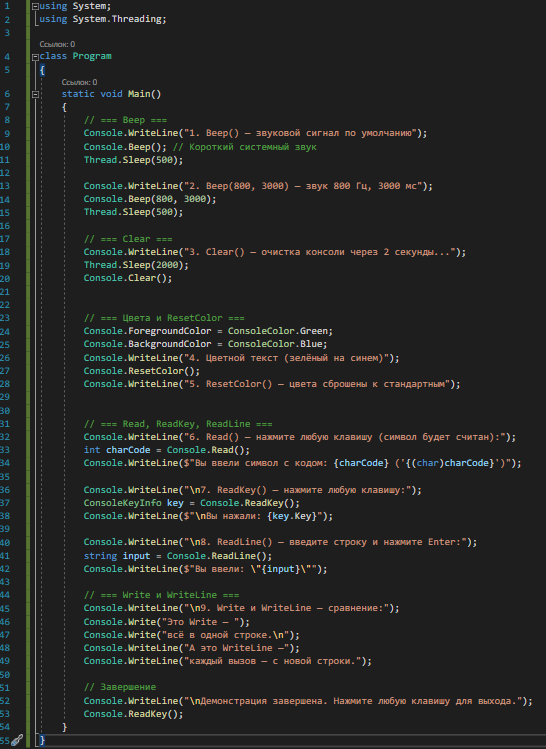 1 using System;
2 using System.Threading;
3
Ссылок: 0
4 class Program
5 {
Ссылок: 0
6 static void Main()
7 {
8 // === Beep ===
9 Console.WriteLine("1. Beep() — звуковой сигнал по умолчанию");
10 Console.Beep(); // Короткий системный звук
11 Thread.Sleep(500);
12
13 Console.WriteLine("2. Beep(800, 3000) — звук 800 Гц, 3000 мс");
14 Console.Beep(800, 3000);
15 Thread.Sleep(500);
16
17 // === Clear ===
18 Console.WriteLine("3. Clear() — очистка консоли через 2 секунды...");
19 Thread.Sleep(2000);
20 Console.Clear();
21
22
23 // === Цвета и ResetColor ===
24 Console.ForegroundColor = ConsoleColor.Green;
25 Console.BackgroundColor = ConsoleColor.Blue;
26 Console.WriteLine("4. Цветной текст (зелёный на синем)");
27 Console.ResetColor();
28 Console.WriteLine("5. ResetColor() — цвета сброшены к стандартным");
29
30
31 // === Read, ReadKey, ReadLine ===
32 Console.WriteLine("6. Read() — нажмите любую клавишу (символ будет считан):");
33 int charCode = Console.Read();
34 Console.WriteLine($"Вы ввели символ с кодом: {charCode} ('{(char)charCode}')");
35
36 Console.WriteLine("\n7. ReadKey() — нажмите любую клавишу:");
37 ConsoleKeyInfo key = Console.ReadKey();
38 Console.WriteLine($"\nВы нажали: {key.Key}");
39
40 Console.WriteLine("\n8. ReadLine() — введите строку и нажмите Enter:");
41 string input = Console.ReadLine();
42 Console.WriteLine($"Вы ввели: \"{input}\"");
43
44 // === Write и WriteLine ===
45 Console.WriteLine("\n9. Write и WriteLine — сравнение:");
46 Console.Write("Это Write — ");
47 Console.Write("всё в одной строке.\n");
48 Console.WriteLine("А это WriteLine —");
49 Console.WriteLine("каждый вызов — с новой строки.");
50
51 // Завершение
52 Console.WriteLine("\nДемонстрация завершена. Нажмите любую клавишу для выхода.");
53 Console.ReadKey();
54 }
55 }